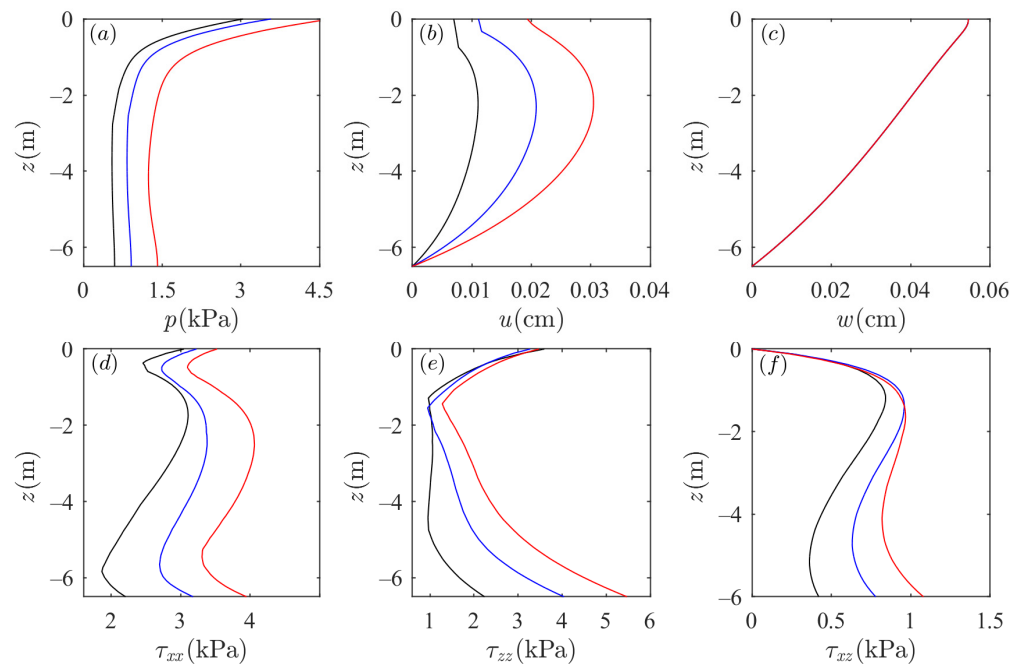 (a) (b) (c)
0 0 0
−2 −2 −2
−4 −4 −4
−6 −6 −6
z(m) z(m) z(m)
0 1.5 3 4.5 0 0.01 0.02 0.03 0.04 0 0.02 0.04 0.06
p(kPa) u(cm) w(cm)
(d) (e) (f)
0 0 0
−2 −2 −2
−4 −4 −4
−6 −6 −6
z(m) z(m) z(m)
2 3 4 1 2 3 4 5 6 0 0.5 1 1.5
τxx(kPa) τzz(kPa) τxz(kPa)